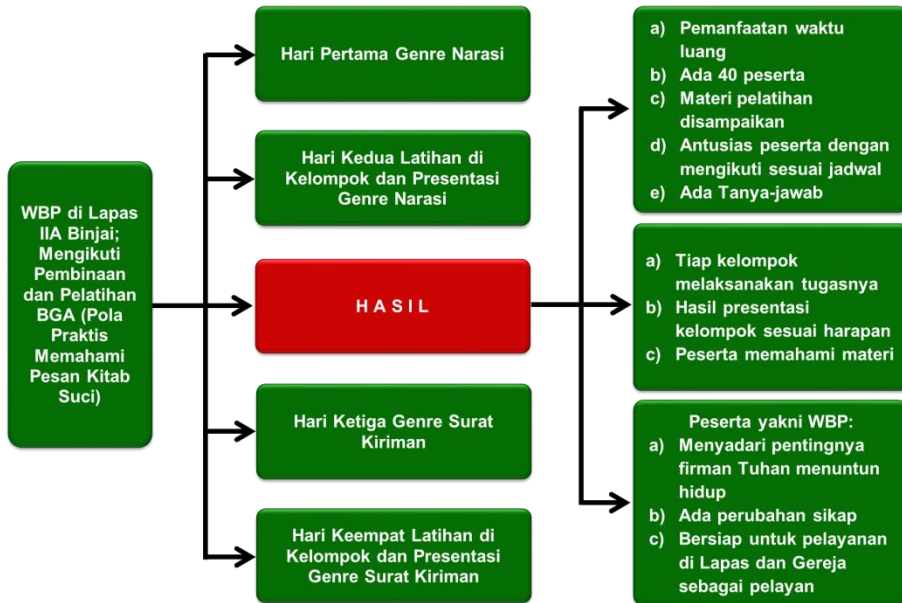 WBP di Lapas
IIA Binjai;
Mengikuti
Pembinaan
dan Pelatihan
BGA (Pola
Praktis
Memahami
Pesan Kitab
Suci)
Hari Pertama Genre Narasi
Hari Kedua Latihan di
Kelompok dan Presentasi
Genre Narasi
H A S I L
Hari Ketiga Genre Surat
Kiriman
Hari Keempat Latihan di
Kelompok dan Presentasi
Genre Surat Kiriman
a) Pemanfaatan waktu
luang
b) Ada 40 peserta
c) Materi pelatihan
disampaikan
d) Antusias peserta dengan
mengikuti sesuai jadwal
e) Ada Tanya-jawab
a) Tiap kelompok
melaksanakan tugasnya
b) Hasil presentasi
kelompok sesuai harapan
c) Peserta memahami materi
Peserta yakni WBP:
a) Menyadari pentingnya
firman Tuhan menuntun
hidup
b) Ada perubahan sikap
c) Bersiap untuk pelayanan
di Lapas dan Gereja
sebagai pelayan